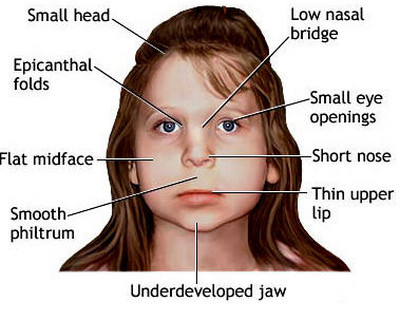 Small head
Low nasal
bridge
Epicanthal
folds
Small eye
openings
Flat midface
Short nose
Smooth
philtrum
Thin upper
lip
Underdeveloped jaw